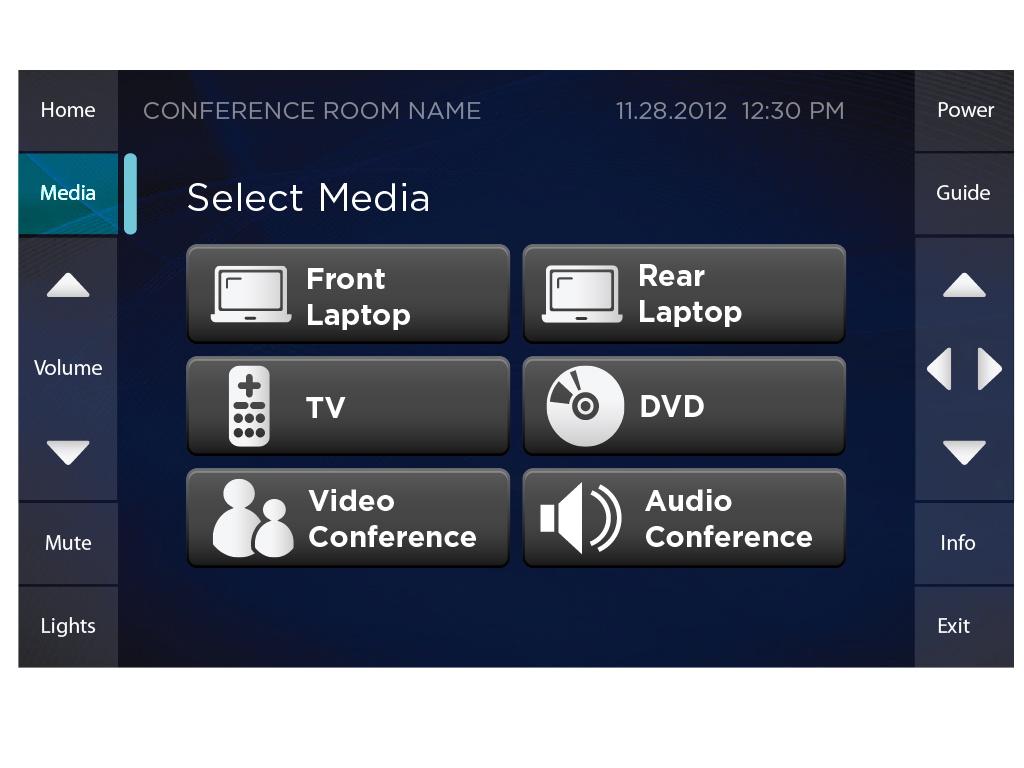 Home
CONFERENCE ROOM NAME
11.28.2012 12:30 PM
Power
Media
Select Media
Guide
Front
Laptop
Rear
Laptop
Volume
TV
DVD
Video
Conference
Audio
Conference
Mute
Info
Lights
Exit